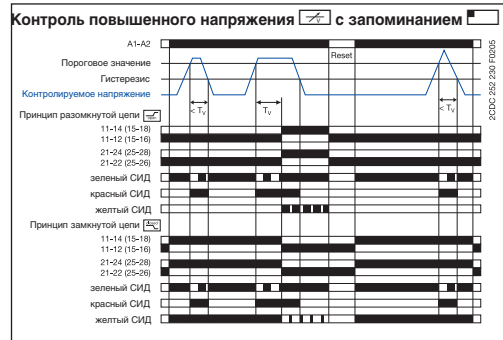 Контроль повышенного напряжения с запоминанием
A1-A2
Reset
Пороговое значение
Гистерезис
Контролируемое напряжение
< Tv
Tv
< Tv
Принцип разомкнутой цепи
11-14 (15-18)
11-12 (15-16)
21-24 (25-28)
21-22 (25-26)
зеленый СИД
красный СИД
желтый СИД
Принцип замкнутой цепи
11-14 (15-18)
11-12 (15-16)
21-24 (25-28)
21-22 (25-26)
зеленый СИД
красный СИД
желтый СИД
2CDC 252 230 F0205